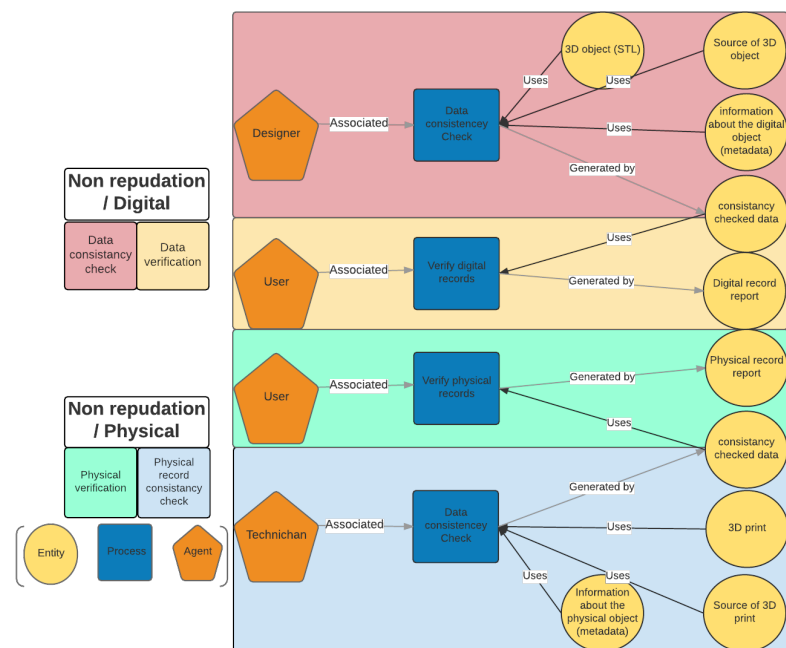 3D object (STL)
Source of 3D
object
Uses
Uses
Designer
Associated
Data
consistencey
Check
Uses
information
about the digital
object
(metadata)
Generated by
consistancy
checked data
Non repudation
/ Digital
Data
consistancy
check
Data
verification
Uses
User
Associated
Verify digital
records
Generated by
Digital record
report
Physical record
report
User
Associated
Verify physical
records
Generated by
Uses
consistancy
checked data
Non repudation
/ Physical
Physical
verification
Physical
record
consistancy
check
Generated by
Technichan
Associated
Data
consistencey
Check
Uses
3D print
Entity
Process
Agent
Uses
Uses
Information
about the
physical object
(metadata)
Source of 3D
print